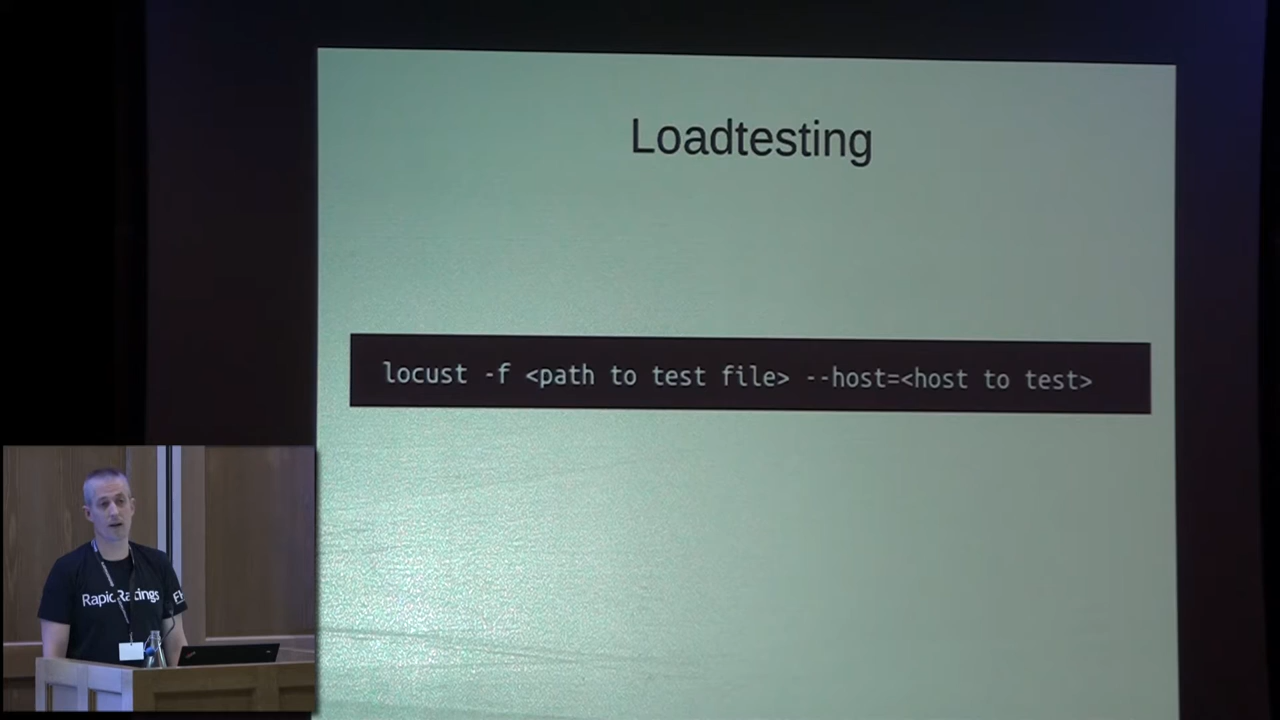 Loadtesting
locust -f <path to test file> --host=<host to test>
RapidRatings